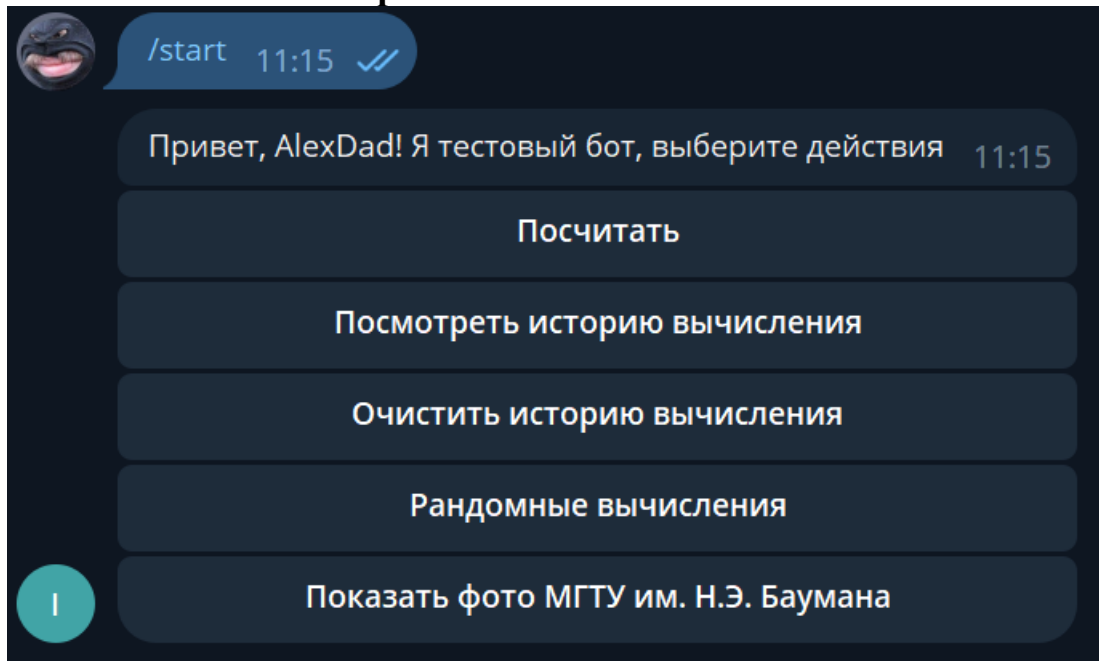 /start 11:15
Привет, AlexDad! Я тестовый бот, выберите действия 11:15
Посчитать
Посмотреть историю вычисления
Очистить историю вычисления
Рандомные вычисления
I
Показать фото МГТУ им. Н.Э. Баумана